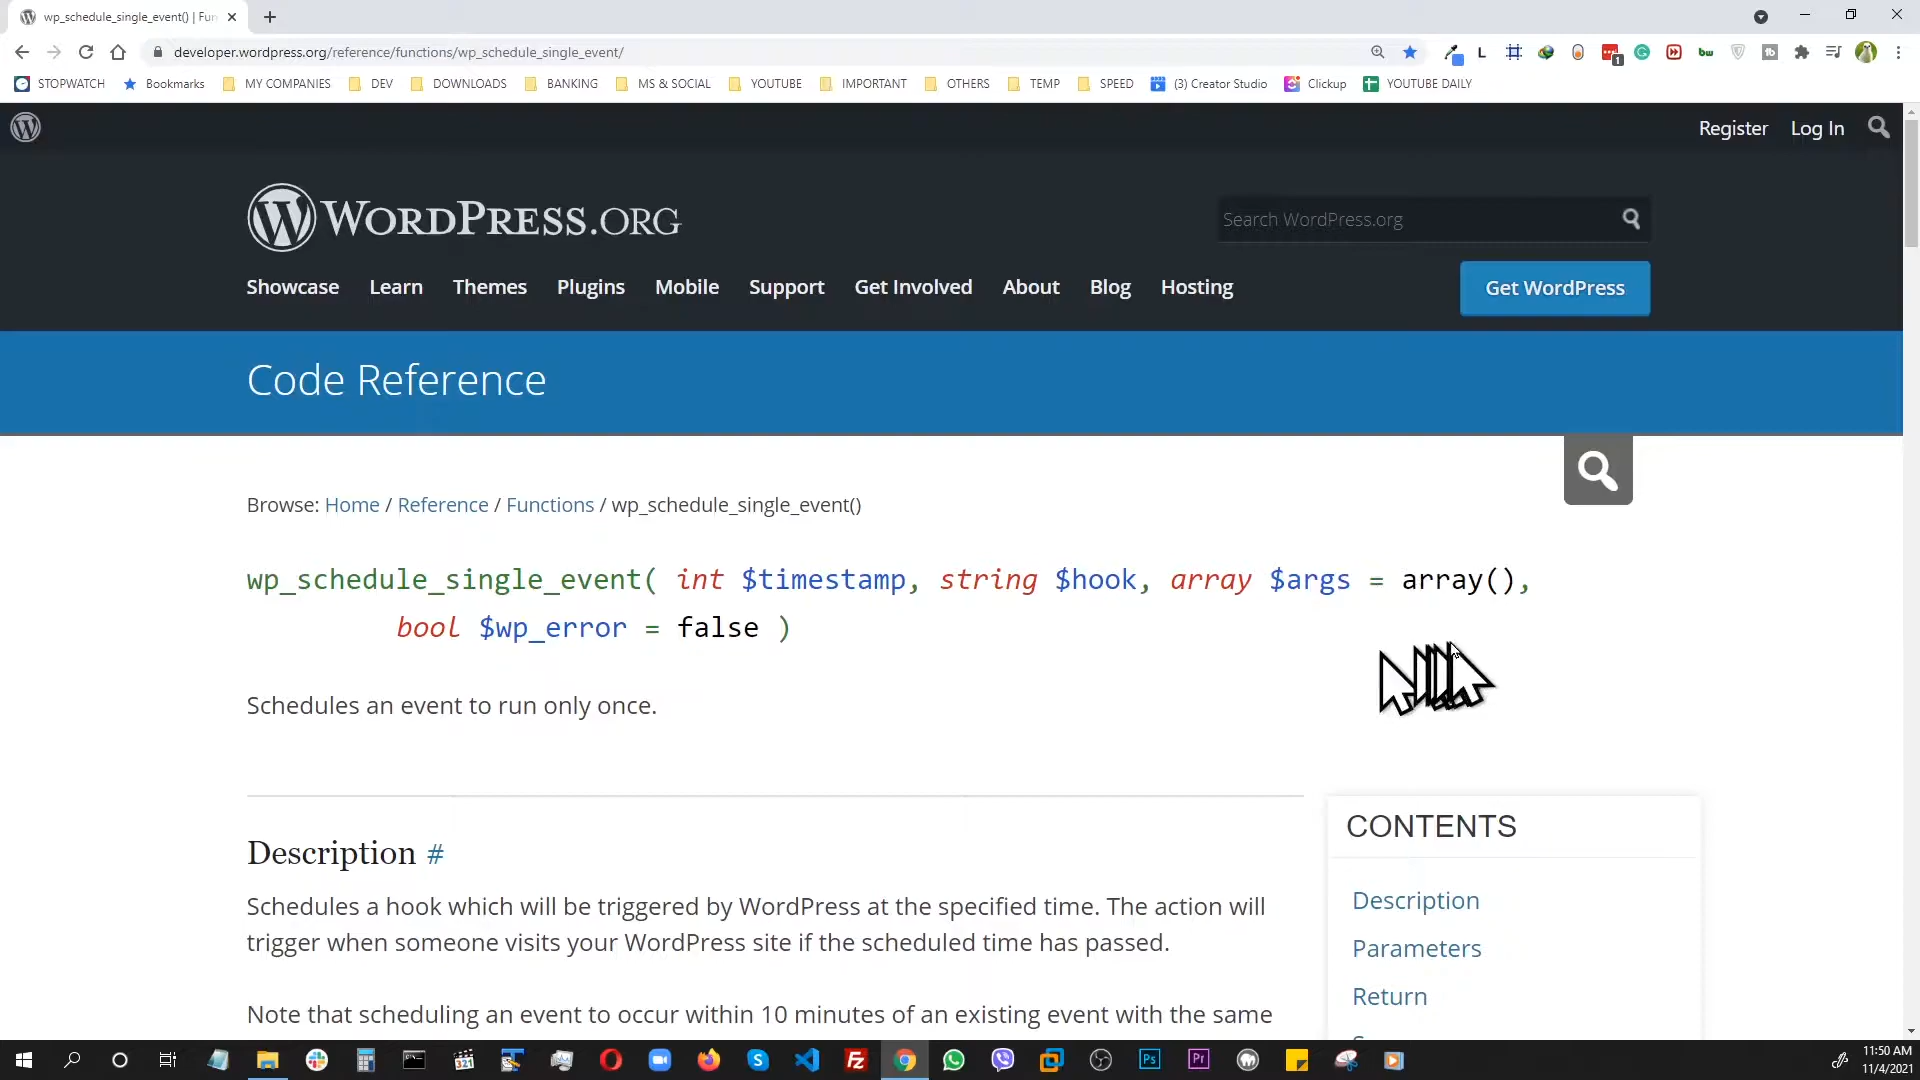 wp_schedule_single_event() | Fun
developer.wordpress.org/reference/functions/wp_schedule_single_event/
STOPWATCH Bookmarks MY COMPANIES DEV DOWNLOADS BANKING MS & SOCIAL YOUTUBE IMPORTANT OTHERS TEMP SPEED (3) Creator Studio Clickup YOUTUBE DAILY
Register Log In
WORDPRESS.ORG
Search WordPress.org
Showcase Learn Themes Plugins Mobile Support Get Involved About Blog Hosting
Get WordPress
Code Reference
Browse: Home / Reference / Functions / wp_schedule_single_event()
wp_schedule_single_event( int $timestamp, string $hook, array $args = array(),
bool $wp_error = false )
Schedules an event to run only once.
Description #
Schedules a hook which will be triggered by WordPress at the specified time. The action will
trigger when someone visits your WordPress site if the scheduled time has passed.
Note that scheduling an event to occur within 10 minutes of an existing event with the same
CONTENTS
Description
Parameters
Return
11:50 AM
11/4/2021